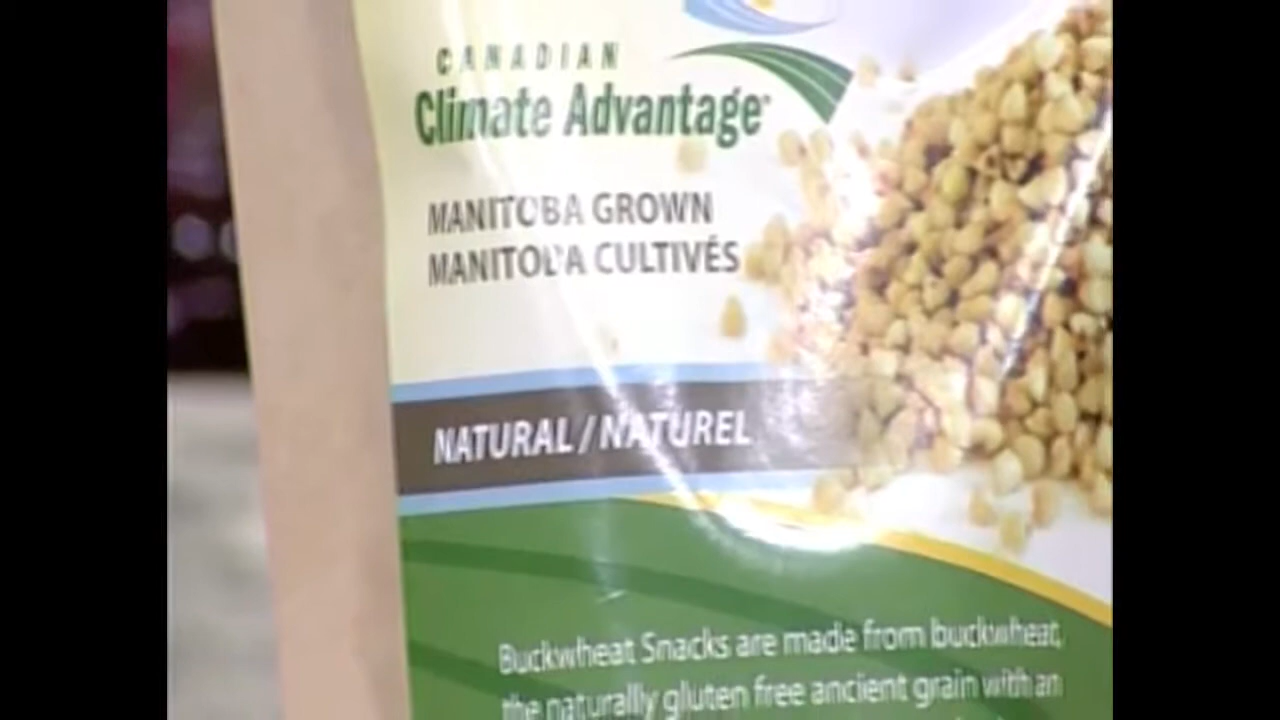 CANADIAN
Climate Advantage
MANITOBA GROWN
MANITOBA CULTIVÉS
NATURAL / NATUREL
Buckwheat Snacks are made from buckwheat,
the naturally gluten free ancient grain with an